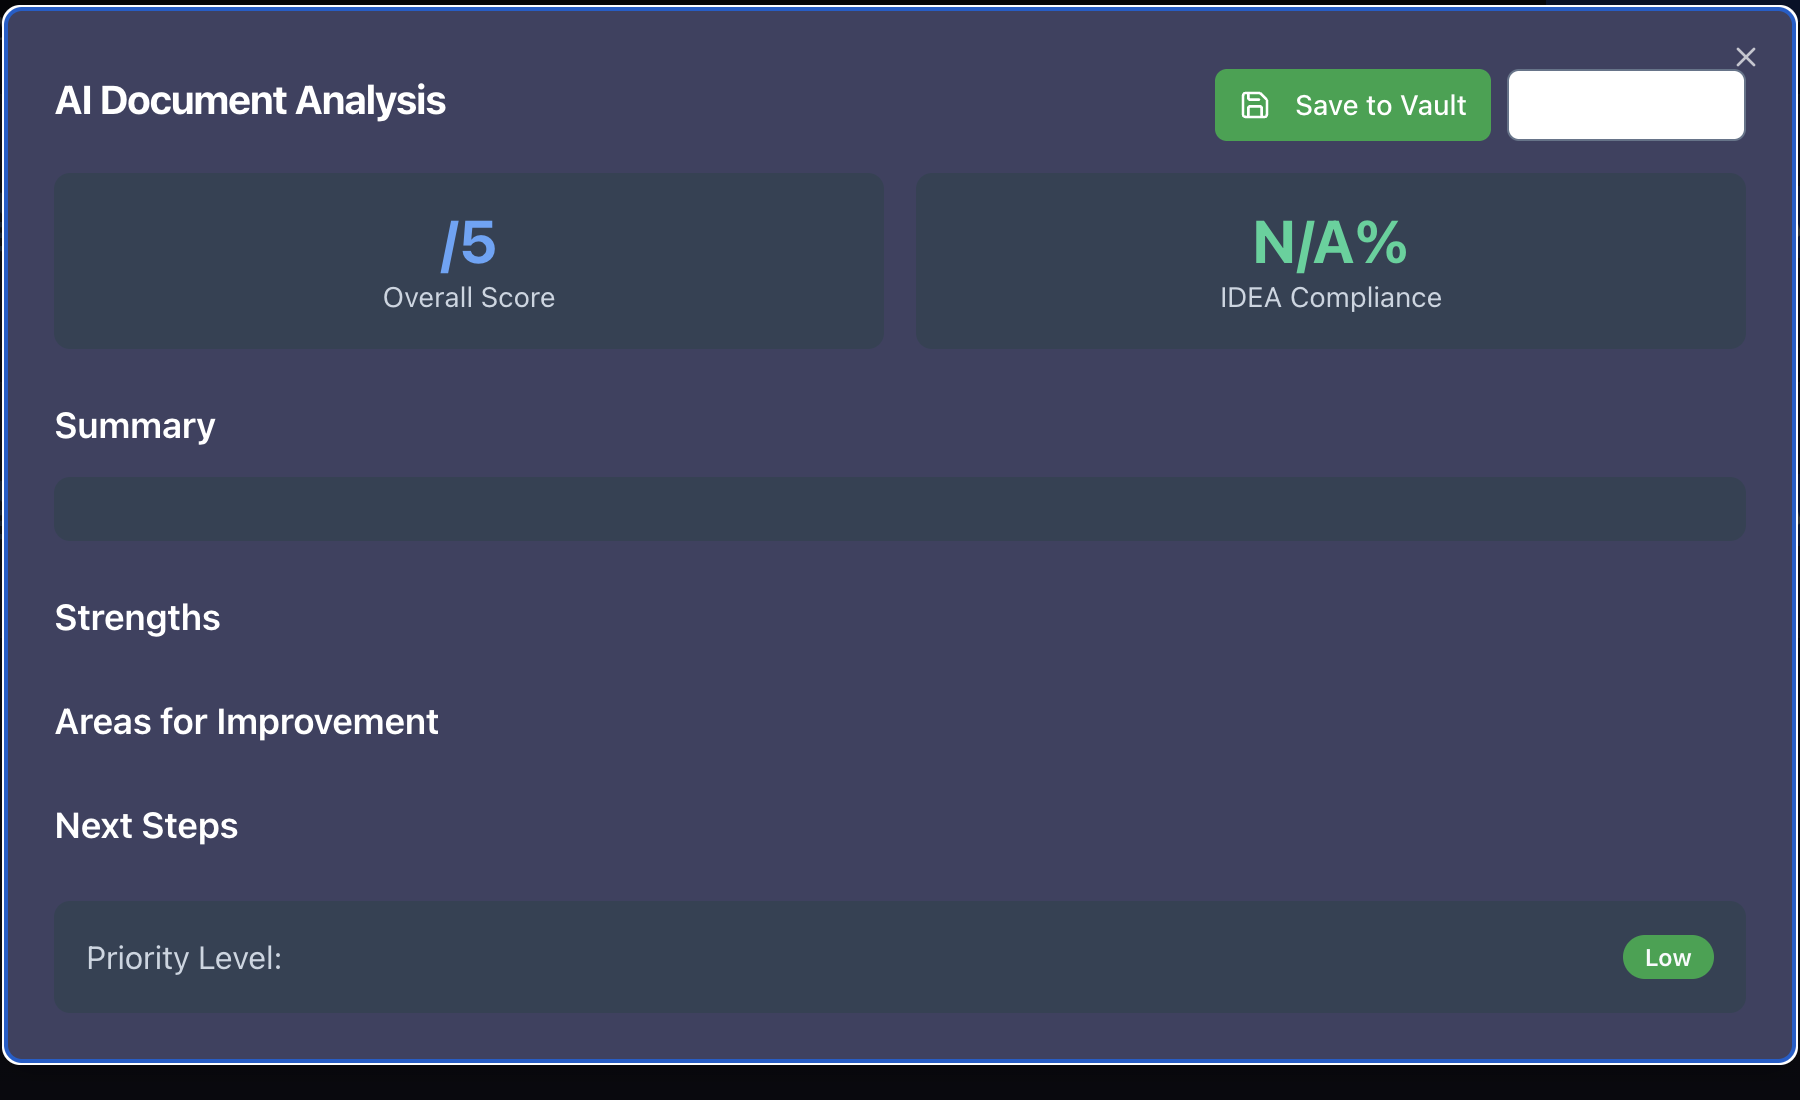 AI Document Analysis
Save to Vault
/5
Overall Score
N/A%
IDEA Compliance
Summary
Strengths
Areas for Improvement
Next Steps
Priority Level:
Low